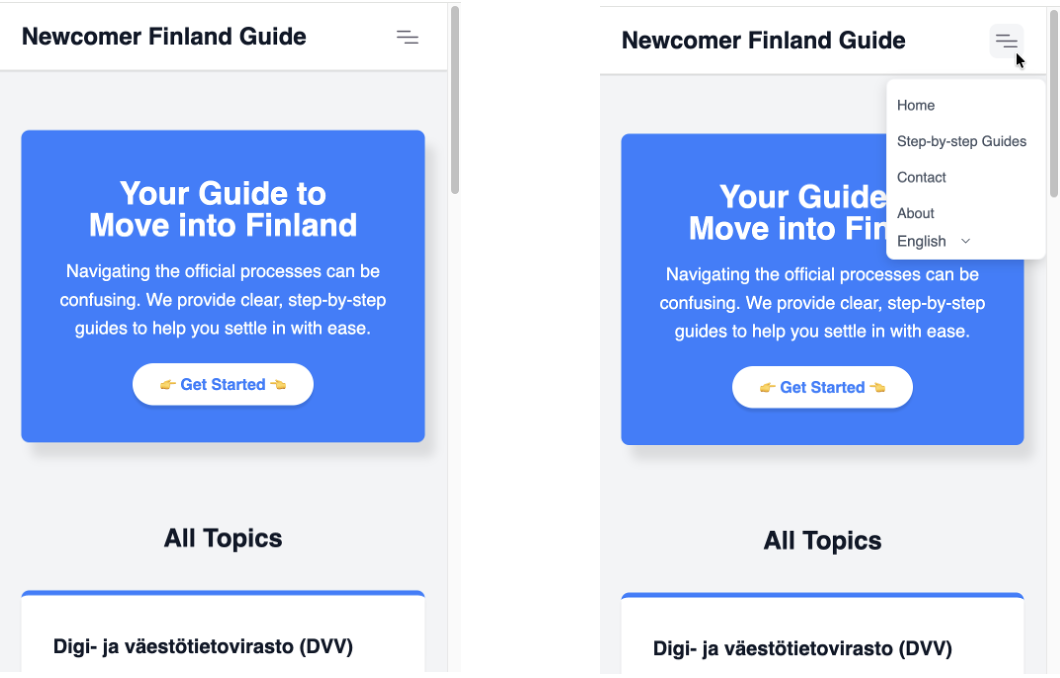 Newcomer Finland Guide
Your Guide to
Move into Finland
Navigating the official processes can be
confusing. We provide clear, step-by-step
guides to help you settle in with ease.
👉 Get Started 👈
All Topics
Digi- ja väestötietovirasto (DVV)
Newcomer Finland Guide
Home
Step-by-step Guides
Contact
About
English
Your Guide
Move into Fin
Navigating the official processes can be
confusing. We provide clear, step-by-step
guides to help you settle in with ease.
👉 Get Started 👈
All Topics
Digi- ja väestötietovirasto (DVV)